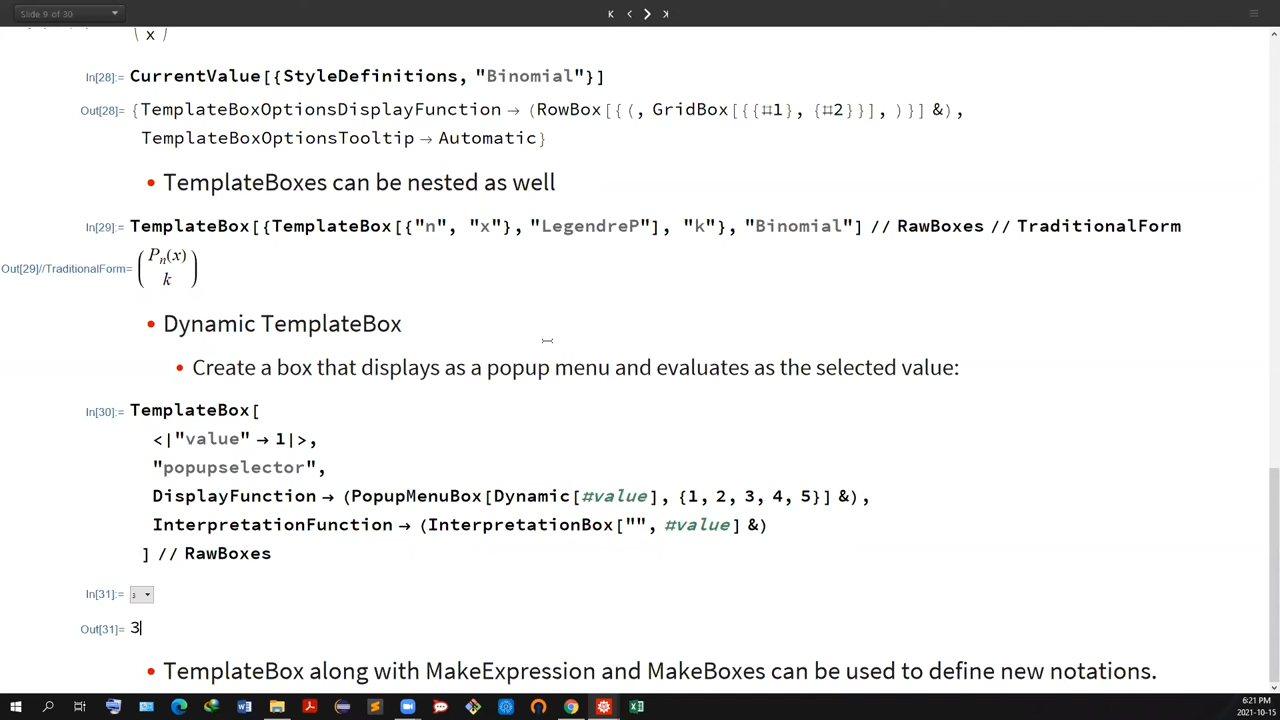 Slide 9 of 30
x
In[28]:= CurrentValue[{StyleDefinitions, "Binomial"}]
Out[28]= {TemplateBoxOptionsDisplayFunction → (RowBox[{(, GridBox[{{#1}, {#2}}], )}] &),
TemplateBoxOptionsTooltip → Automatic}
• TemplateBoxes can be nested as well
In[29]:= TemplateBox[{TemplateBox[{"n", "x"}, "LegendreP"], "k"}, "Binomial"] // RawBoxes // TraditionalForm
Out[29]//TraditionalForm= (Pn(x)
k)
• Dynamic TemplateBox
• Create a box that displays as a popup menu and evaluates as the selected value:
In[30]:= TemplateBox[
<|"value" → 1|>,
"popupselector",
DisplayFunction → (PopupMenuBox[Dynamic[#value], {1, 2, 3, 4, 5}] &),
InterpretationFunction → (InterpretationBox["", #value] &)
] // RawBoxes
In[31]:= 3
Out[31]= 3
• TemplateBox along with MakeExpression and MakeBoxes can be used to define new notations.
6:21 PM
2021-10-15